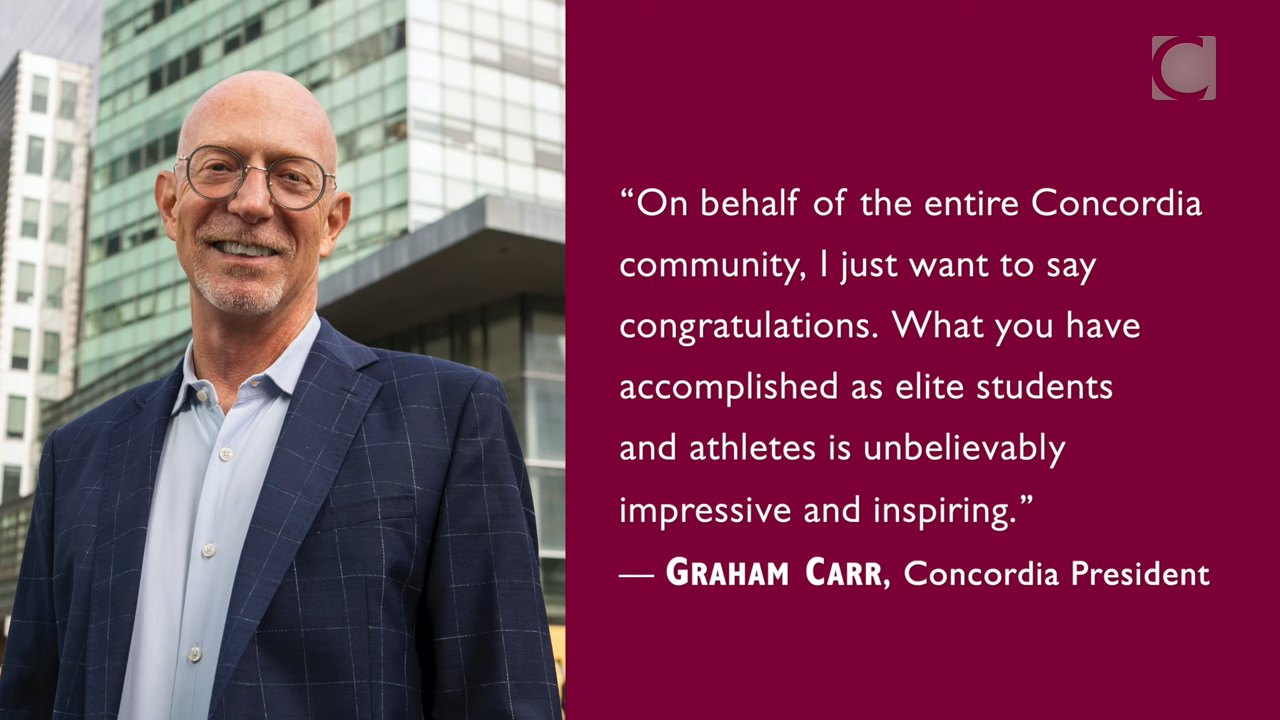 “On behalf of the entire Concordia
community, I just want to say
congratulations. What you have
accomplished as elite students
and athletes is unbelievably
impressive and inspiring.”
— GRAHAM CARR, Concordia President